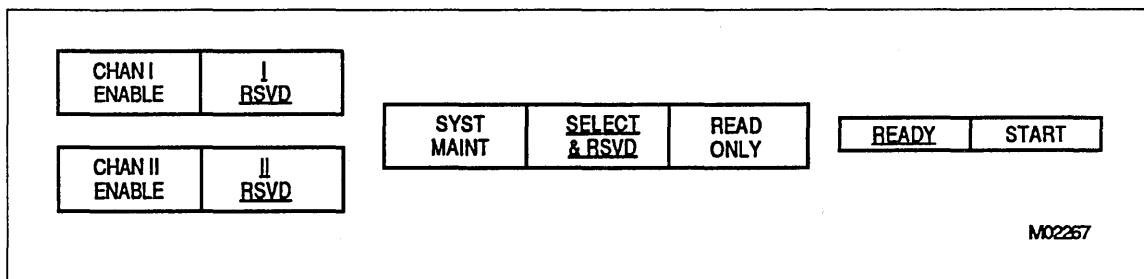 CHAN I
ENABLE
I
RSVD
CHAN II
ENABLE
II
RSVD
SYST
MAINT
SELECT
& RSVD
READ
ONLY
READY
START
M02267